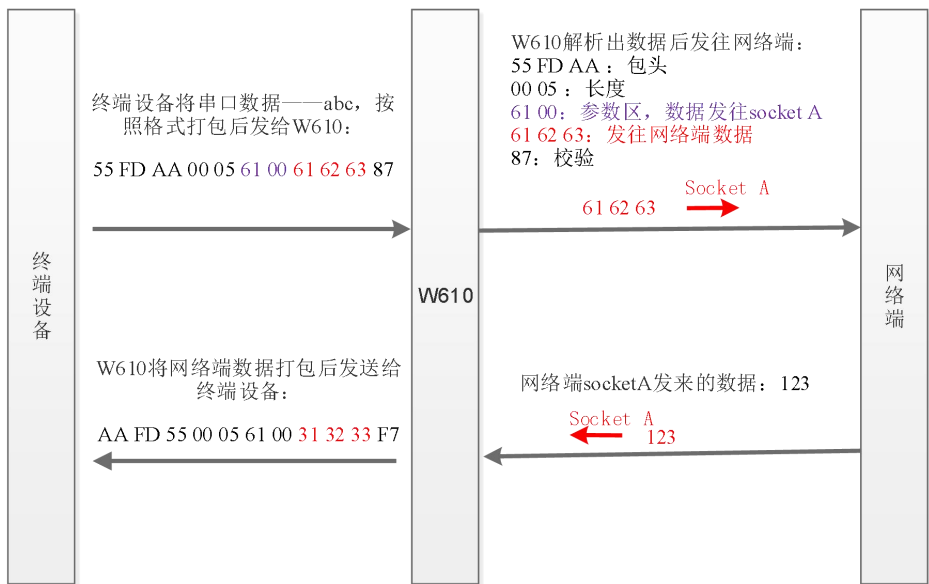 终端设备
终端设备将串口数据——abc，按
照格式打包后发给W610：
55 FD AA 00 05 61 00 61 62 63 87
W610
W610解析出数据后发往网络端：
55 FD AA ：包头
00 05 ：长度
61 00：参数区，数据发往socket A
61 62 63：发往网络端数据
87：校验
Socket A
61 62 63
网络端
W610将网络端数据打包后发送给
终端设备：
AA FD 55 00 05 61 00 31 32 33 F7
网络端socketA发来的数据：123
Socket A
123